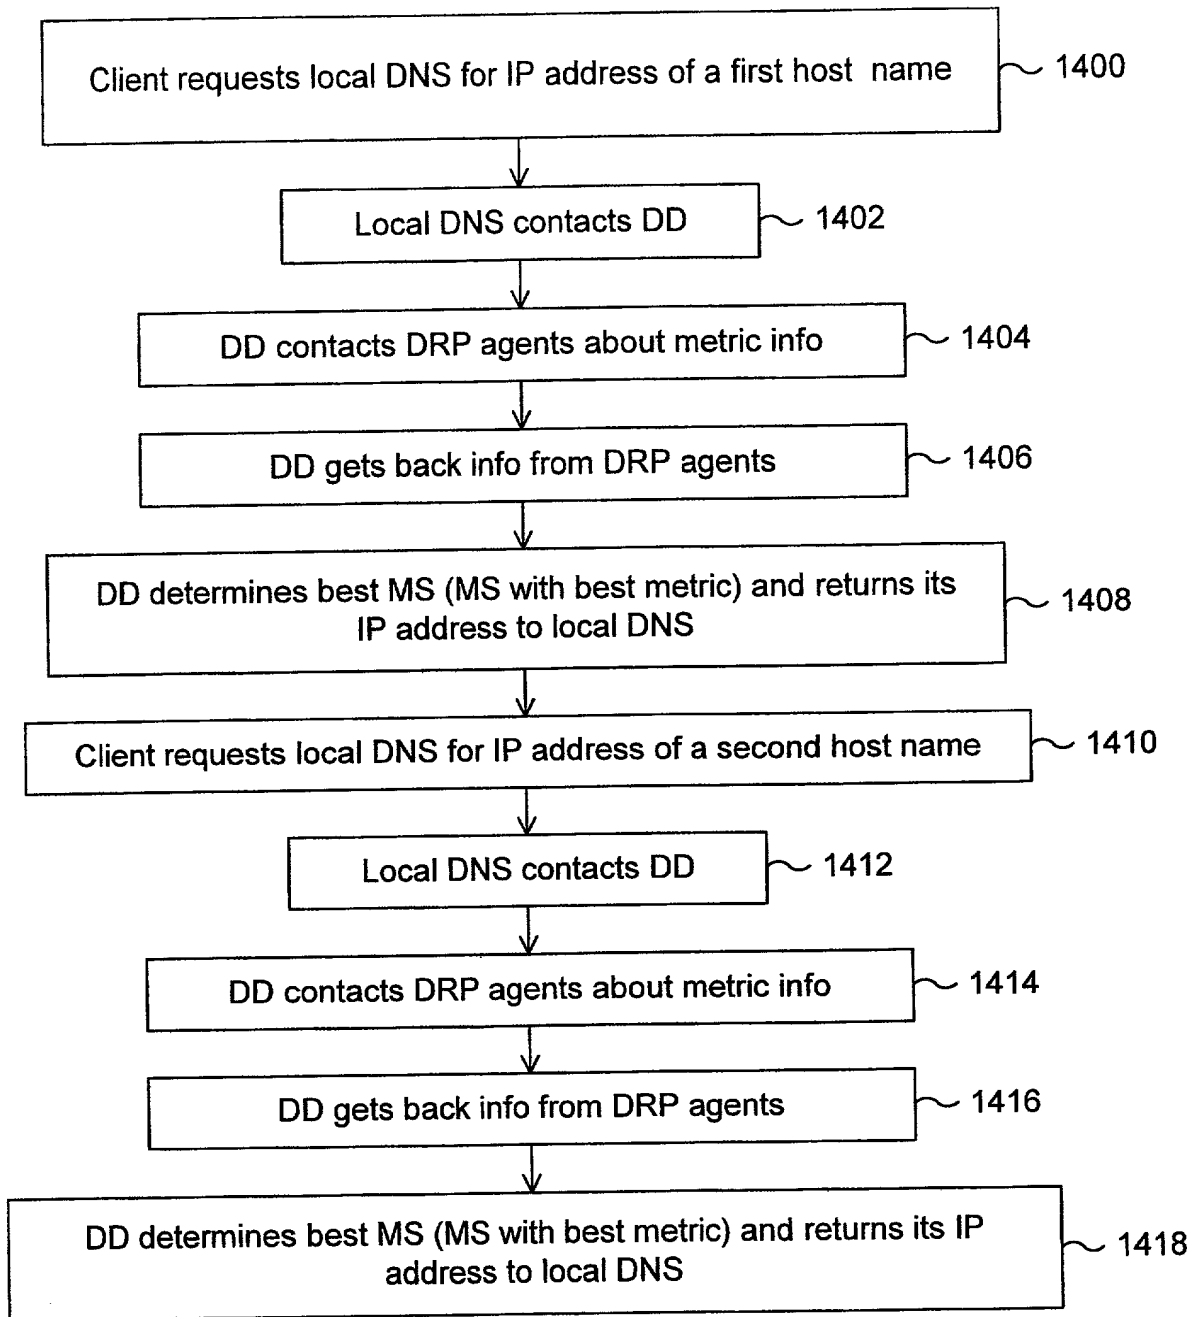 Client requests local DNS for IP address of a first host name
1400
Local DNS contacts DD
1402
DD contacts DRP agents about metric info
1404
DD gets back info from DRP agents
1406
DD determines best MS (MS with best metric) and returns its
IP address to local DNS
1408
Client requests local DNS for IP address of a second host name
1410
Local DNS contacts DD
1412
DD contacts DRP agents about metric info
1414
DD gets back info from DRP agents
1416
DD determines best MS (MS with best metric) and returns its IP
address to local DNS
1418